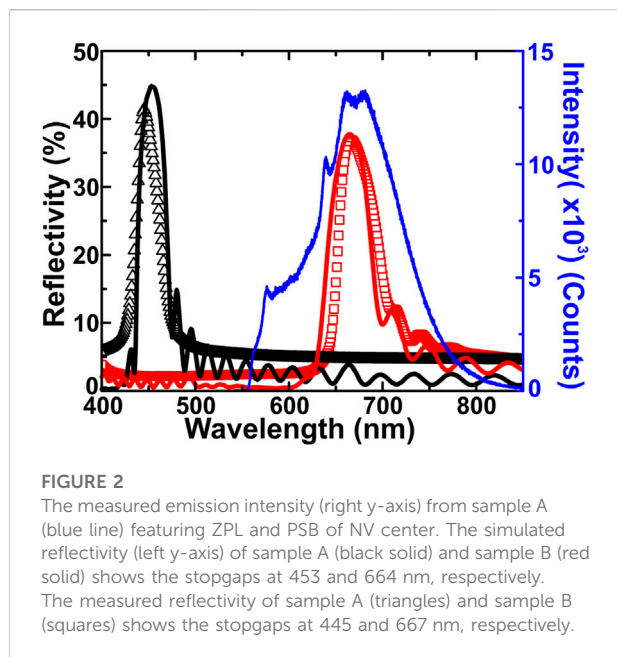 50
40
30
20
10
0
Reflectivity (%)
400 500 600 700 800
Wavelength (nm)
15
10
5
0
Intensity( x10³) (Counts)
FIGURE 2
The measured emission intensity (right y-axis) from sample A
(blue line) featuring ZPL and PSB of NV center. The simulated
reflectivity (left y-axis) of sample A (black solid) and sample B (red
solid) shows the stopgaps at 453 and 664 nm, respectively.
The measured reflectivity of sample A (triangles) and sample B
(squares) shows the stopgaps at 445 and 667 nm, respectively.